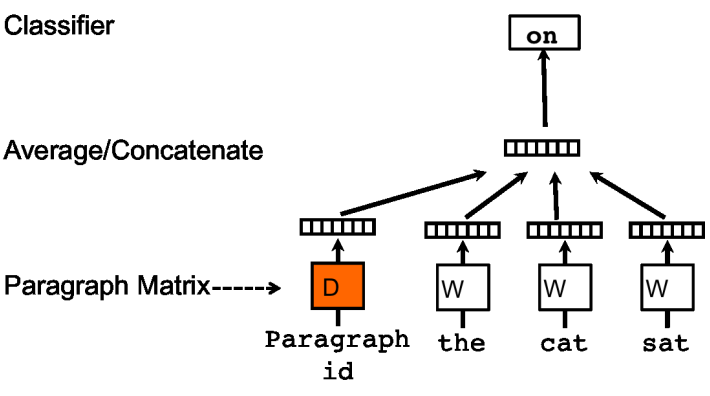 Classifier
on
Average/Concatenate
Paragraph Matrix----->
D
W
W
W
Paragraph
id
the
cat
sat